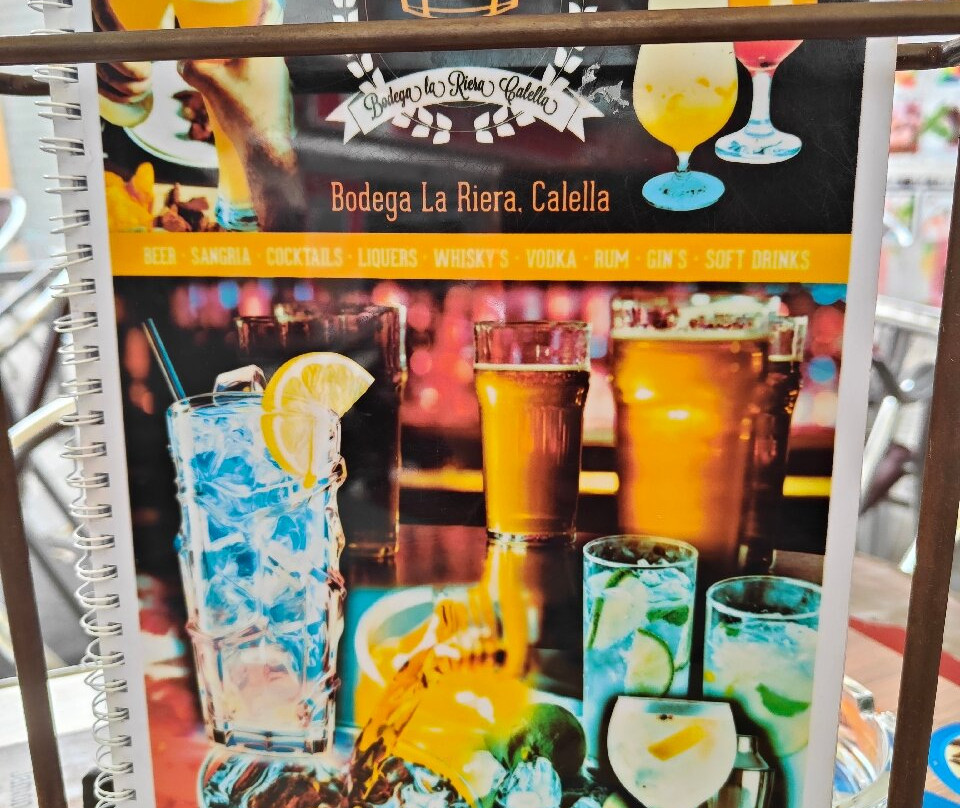 Bodega la Riera Calella
Bodega La Riera, Calella
BEER · SANGRIA · COCKTAILS · LIQUERS · WHISKY'S · VODKA · RUM · GIN'S · SOFT DRINKS